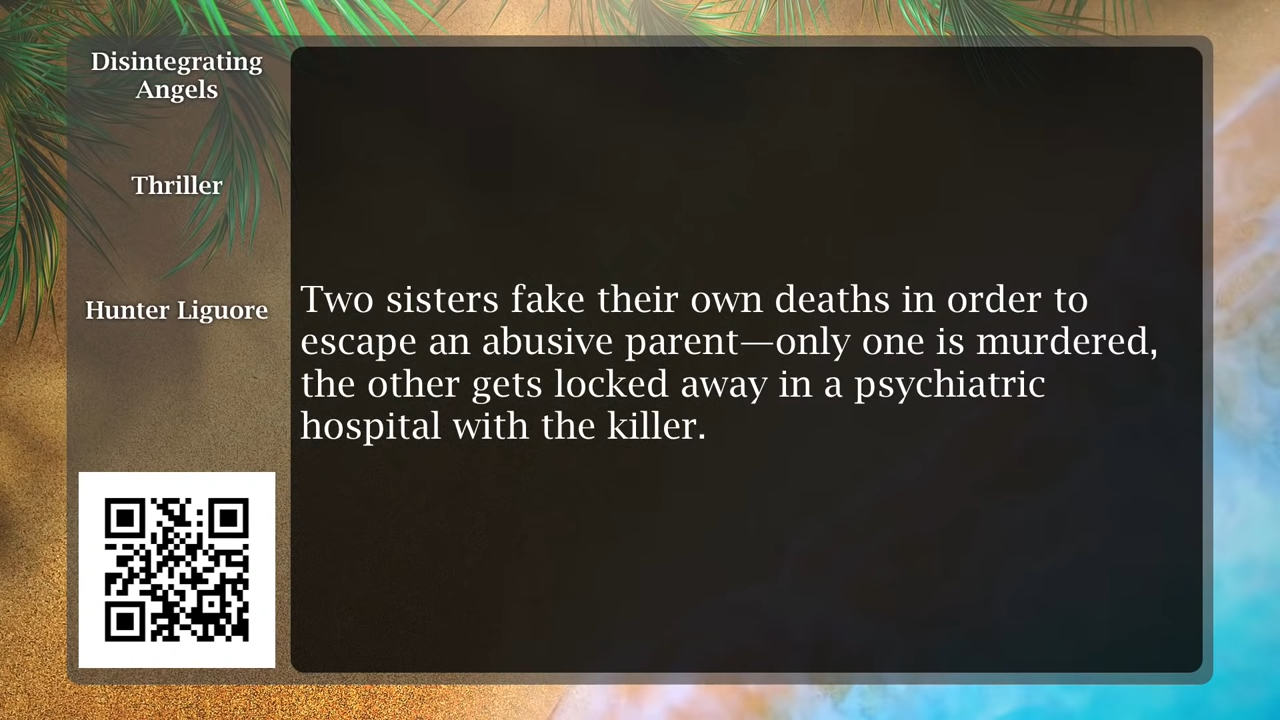 Disintegrating
Angels
Thriller
Hunter Liguore
Two sisters fake their own deaths in order to
escape an abusive parent—only one is murdered,
the other gets locked away in a psychiatric
hospital with the killer.